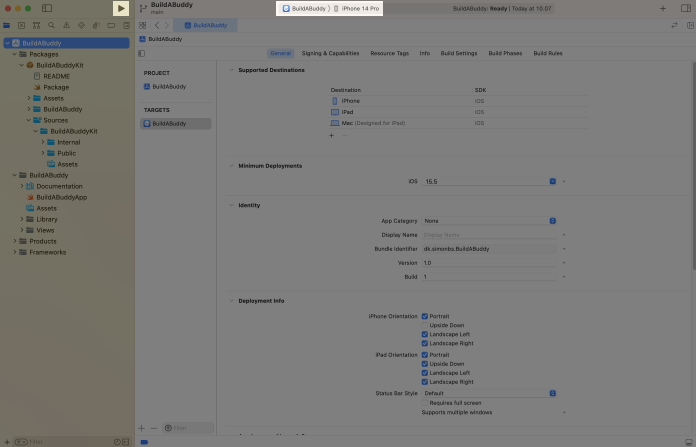 BuildABuddy
main
BuildABuddy
iPhone 14 Pro
BuildABuddy: Ready | Today at 10.07
BuildABuddy
BuildABuddy
BuildABuddy
Packages
BuildABuddyKit
README
Package
Assets
BuildABuddy
Sources
BuildABuddyKit
Internal
Public
Assets
BuildABuddy
Documentation
BuildABuddyApp
Assets
Library
Views
Products
Frameworks
Filter
PROJECT
BuildABuddy
TARGETS
BuildABuddy
Filter
General Signing & Capabilities Resource Tags Info Build Settings Build Phases Build Rules
Supported Destinations
Destination SDK
iPhone iOS
iPad iOS
Mac (Designed for iPad) iOS
Minimum Deployments
iOS 15.5
Identity
App Category None
Display Name Display Name
Bundle Identifier dk.simonbs.BuildABuddy
Version 1.0
Build 1
Deployment Info
iPhone Orientation Portrait
Upside Down
Landscape Left
Landscape Right
iPad Orientation Portrait
Upside Down
Landscape Left
Landscape Right
Status Bar Style Default
Requires full screen
Supports multiple windows